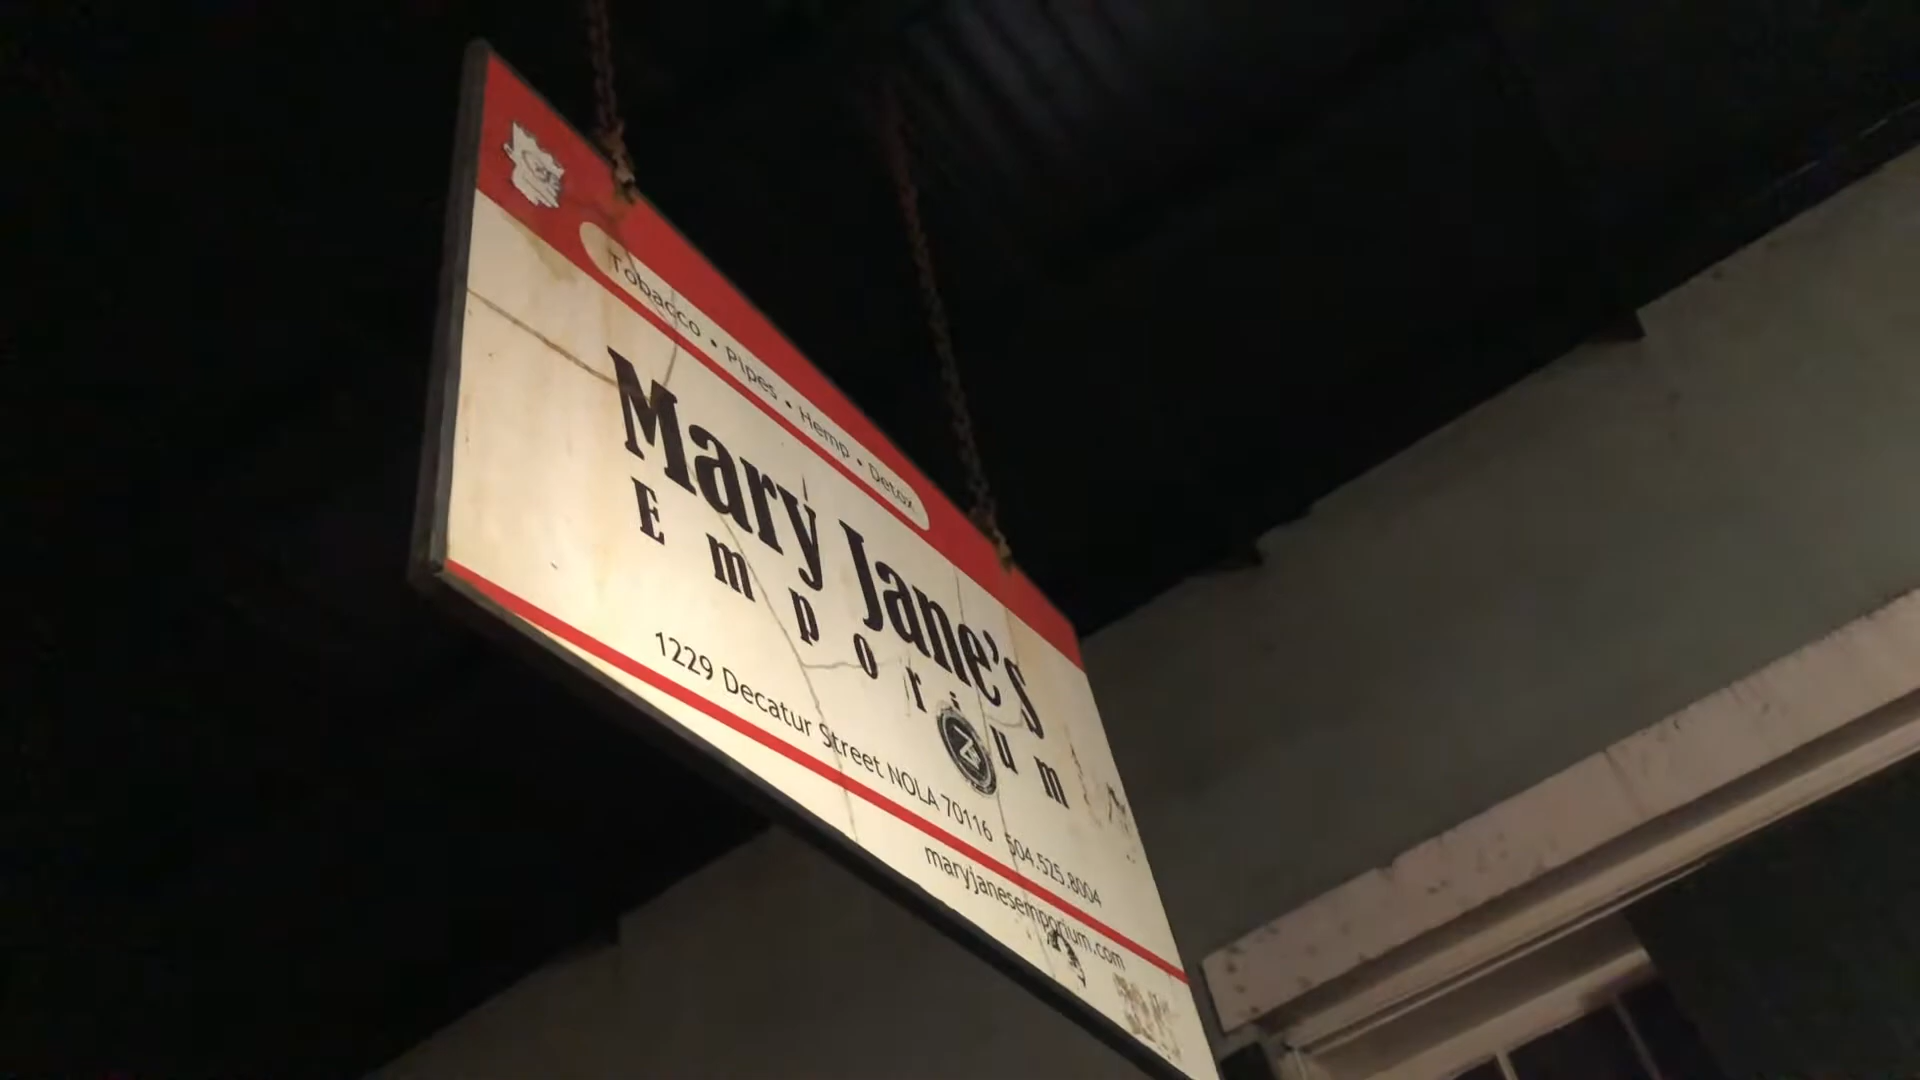 Tobacco • Pipes • Hemp • Detox
Mary Jane's
Emporium
1229 Decatur Street NOLA 70116 504.525.8004
maryjanesemporium.com
Z